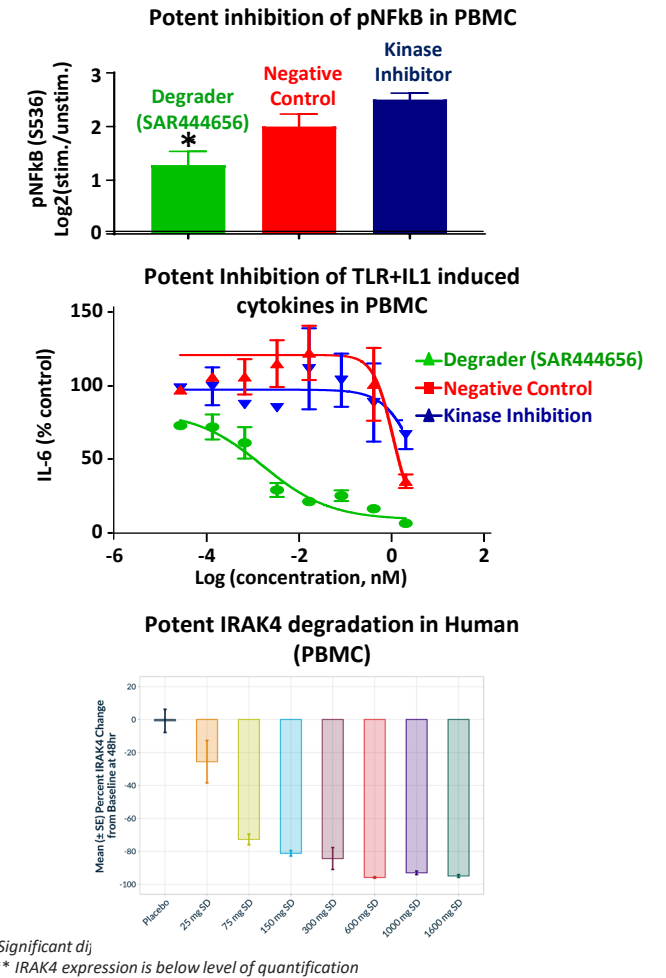 Potent inhibition of pNFkB in PBMC
pNFkB (S536)
Log2(stim./unstim.)
3
2
1
0
Degrader
(SAR444656)
*
Negative
Control
Kinase
Inhibitor
Potent Inhibition of TLR+IL1 induced
cytokines in PBMC
IL-6 (% control)
150
100
50
0
-6
-4
-2
0
2
Log (concentration, nM)
Degrader (SAR444656)
Negative Control
Kinase Inhibition
Potent IRAK4 degradation in Human
(PBMC)
Mean (± SE) Percent IRAK4 Change
from Baseline at 48hr
20
0
-20
-40
-60
-80
-100
Placebo
25 mg SD
75 mg SD
150 mg SD
300 mg SD
600 mg SD
1000 mg SD
1600 mg SD
Significant
* IRAK4 expression is below level of quantification